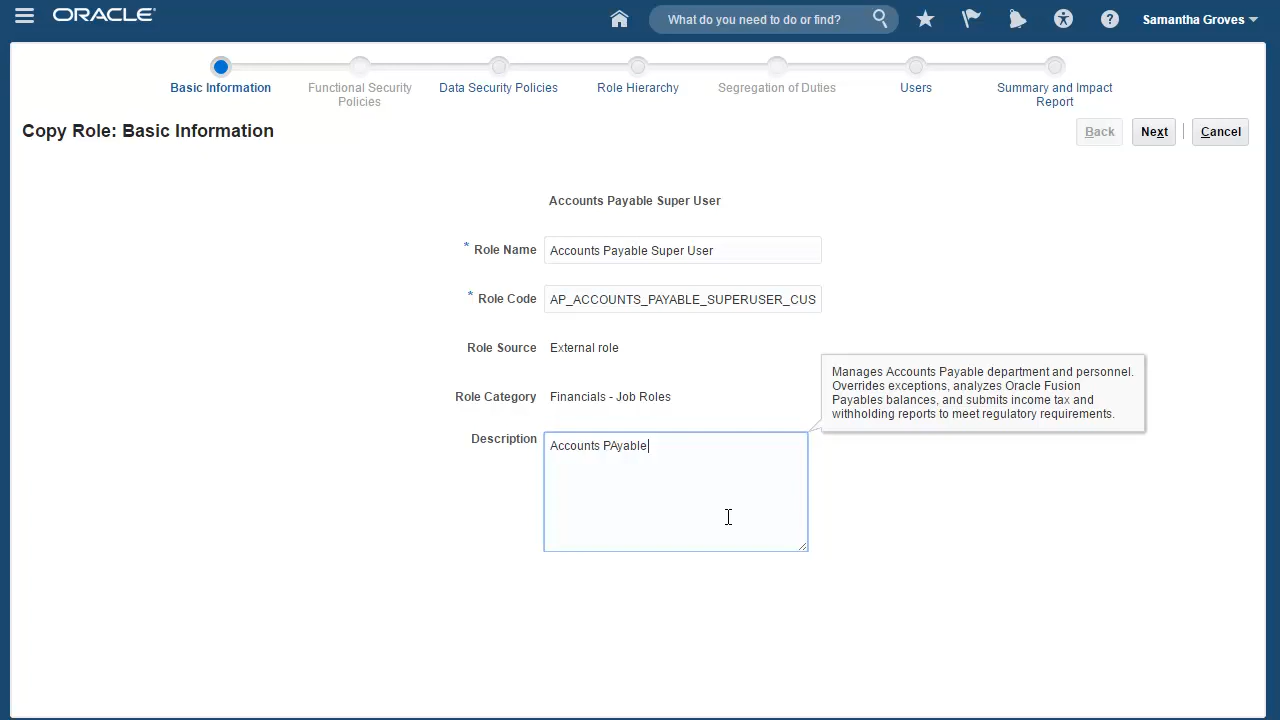 ORACLE
What do you need to do or find?
Samantha Groves
Basic Information
Functional Security
Policies
Data Security Policies
Role Hierarchy
Segregation of Duties
Users
Summary and Impact
Report
Copy Role: Basic Information
Back
Next
Cancel
Accounts Payable Super User
* Role Name Accounts Payable Super User
* Role Code AP_ACCOUNTS_PAYABLE_SUPERUSER_CUS
Role Source External role
Role Category Financials - Job Roles
Manages Accounts Payable department and personnel.
Overrides exceptions, analyzes Oracle Fusion
Payables balances, and submits income tax and
withholding reports to meet regulatory requirements.
Description Accounts PAyable